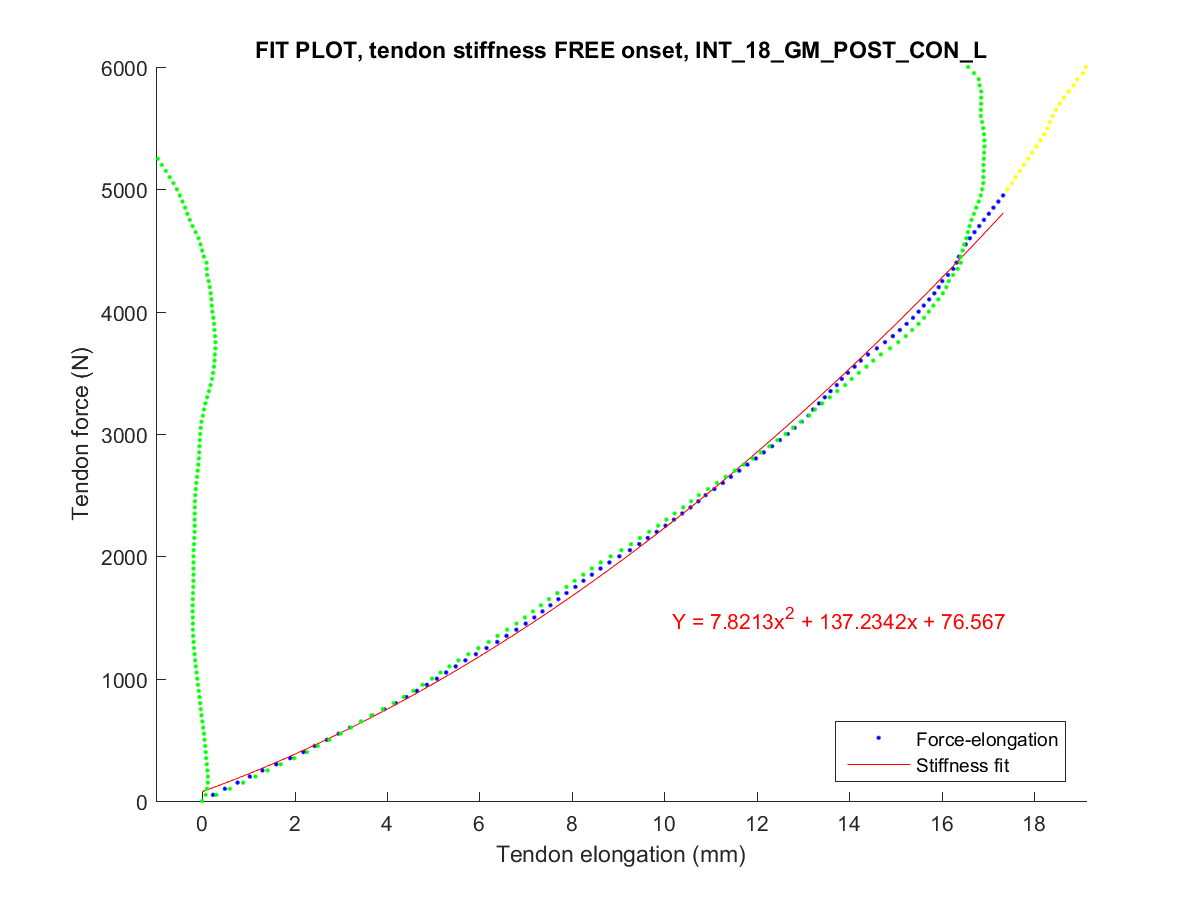 FIT PLOT, tendon stiffness FREE onset, INT_18_GM_POST_CON_L
6000
5000
4000
3000
2000
1000
0
Tendon force (N)
Y = 7.8213x² + 137.2342x + 76.567
Force-elongation
Stiffness fit
0 2 4 6 8 10 12 14 16 18
Tendon elongation (mm)